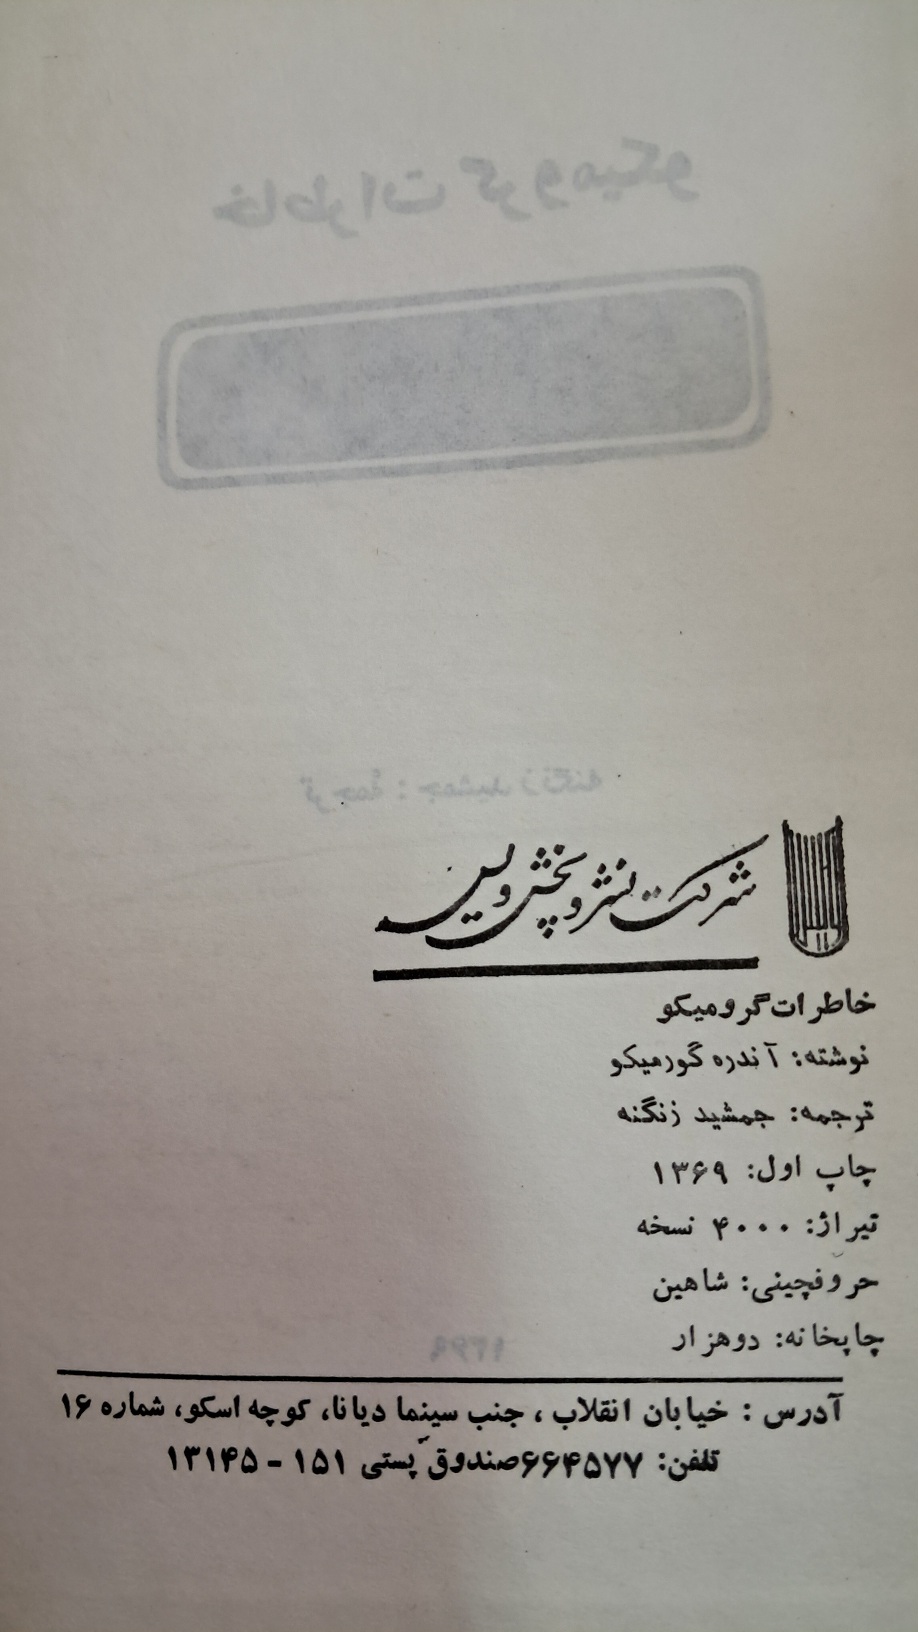 شرکت نشر و پخش ویس
خاطرات گرومیکو
نوشته: آندره گورمیکو
ترجمه: جمشید زنگنه
چاپ اول: ۱۳۶۹
تیراژ: ۴۰۰۰ نسخه
حروفچینی: شاهین
چاپخانه: دوهزار
آدرس: خیابان انقلاب، جنب سینما دیانا، کوچه اسکو، شماره ۱۶
تلفن: ۶۶۴۵۷۷ صندوق پستی ۱۵۱ - ۱۳۱۴۵